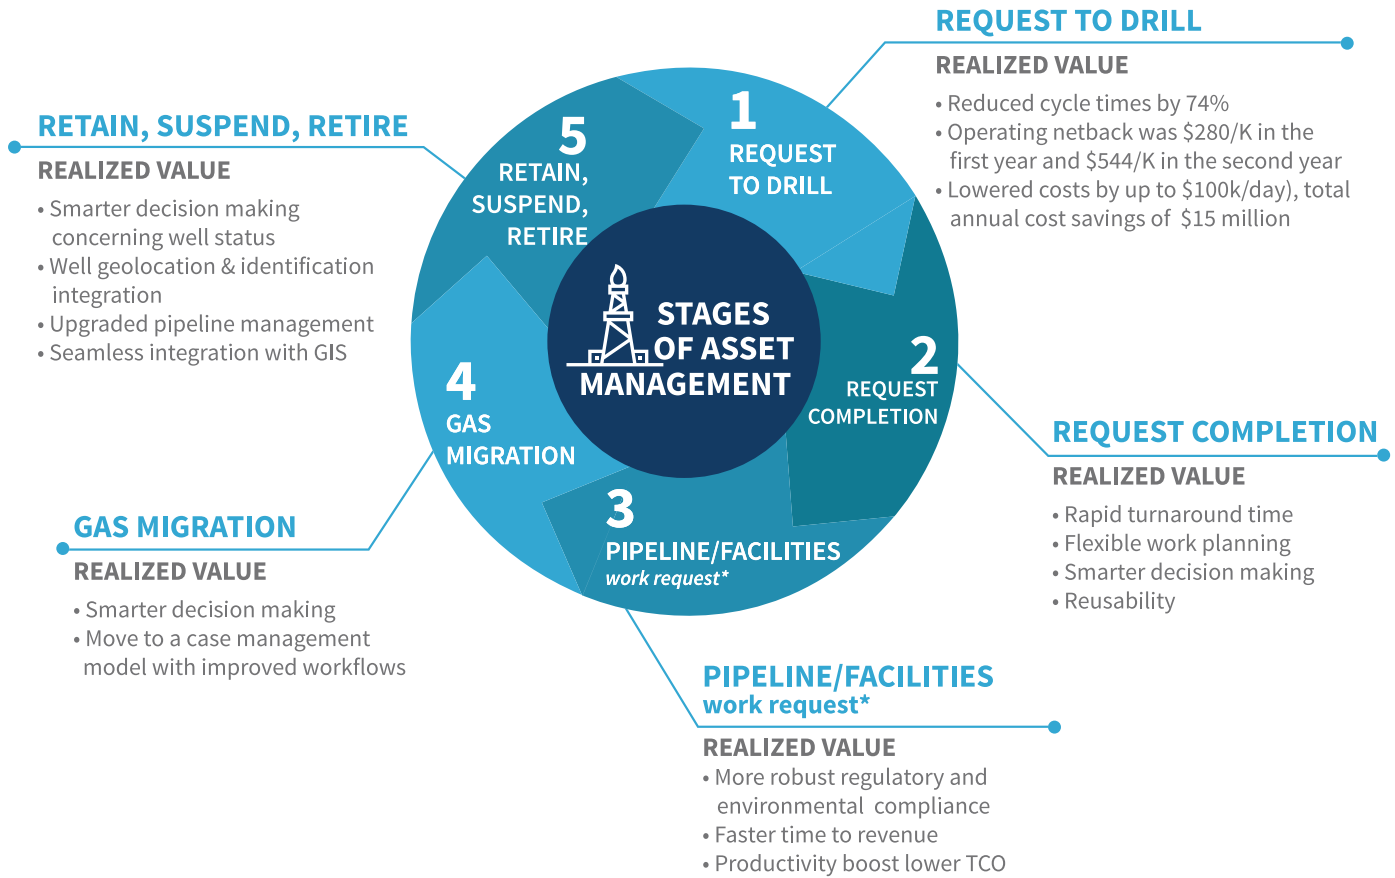 REQUEST TO DRILL
REALIZED VALUE
• Reduced cycle times by 74%
• Operating netback was $280/K in the
first year and $544/K in the second year
• Lowered costs by up to $100k/day), total
annual cost savings of $15 million
RETAIN, SUSPEND, RETIRE
REALIZED VALUE
• Smarter decision making
concerning well status
• Well geolocation & identification
integration
• Upgraded pipeline management
• Seamless integration with GIS
1
REQUEST
TO DRILL
5
RETAIN,
SUSPEND,
RETIRE
STAGES
OF ASSET
MANAGEMENT
2
REQUEST
COMPLETION
4
GAS
MIGRATION
3
PIPELINE/FACILITIES
work request*
REQUEST COMPLETION
REALIZED VALUE
• Rapid turnaround time
• Flexible work planning
• Smarter decision making
• Reusability
GAS MIGRATION
REALIZED VALUE
• Smarter decision making
• Move to a case management
model with improved workflows
PIPELINE/FACILITIES
work request*
REALIZED VALUE
• More robust regulatory and
environmental compliance
• Faster time to revenue
• Productivity boost lower TCO